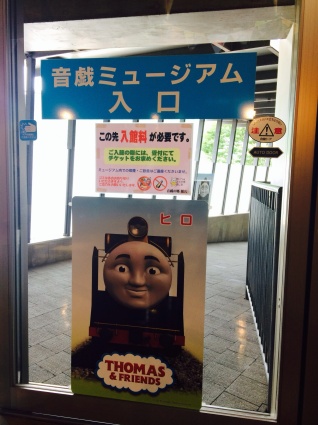 音戯ミュージアム
入口
この先 入館料 が必要です。
ご入館の際には、受付にて
チケットをお求めください。
注意
AUTO DOOR
ヒロ
THOMAS
& FRIENDS